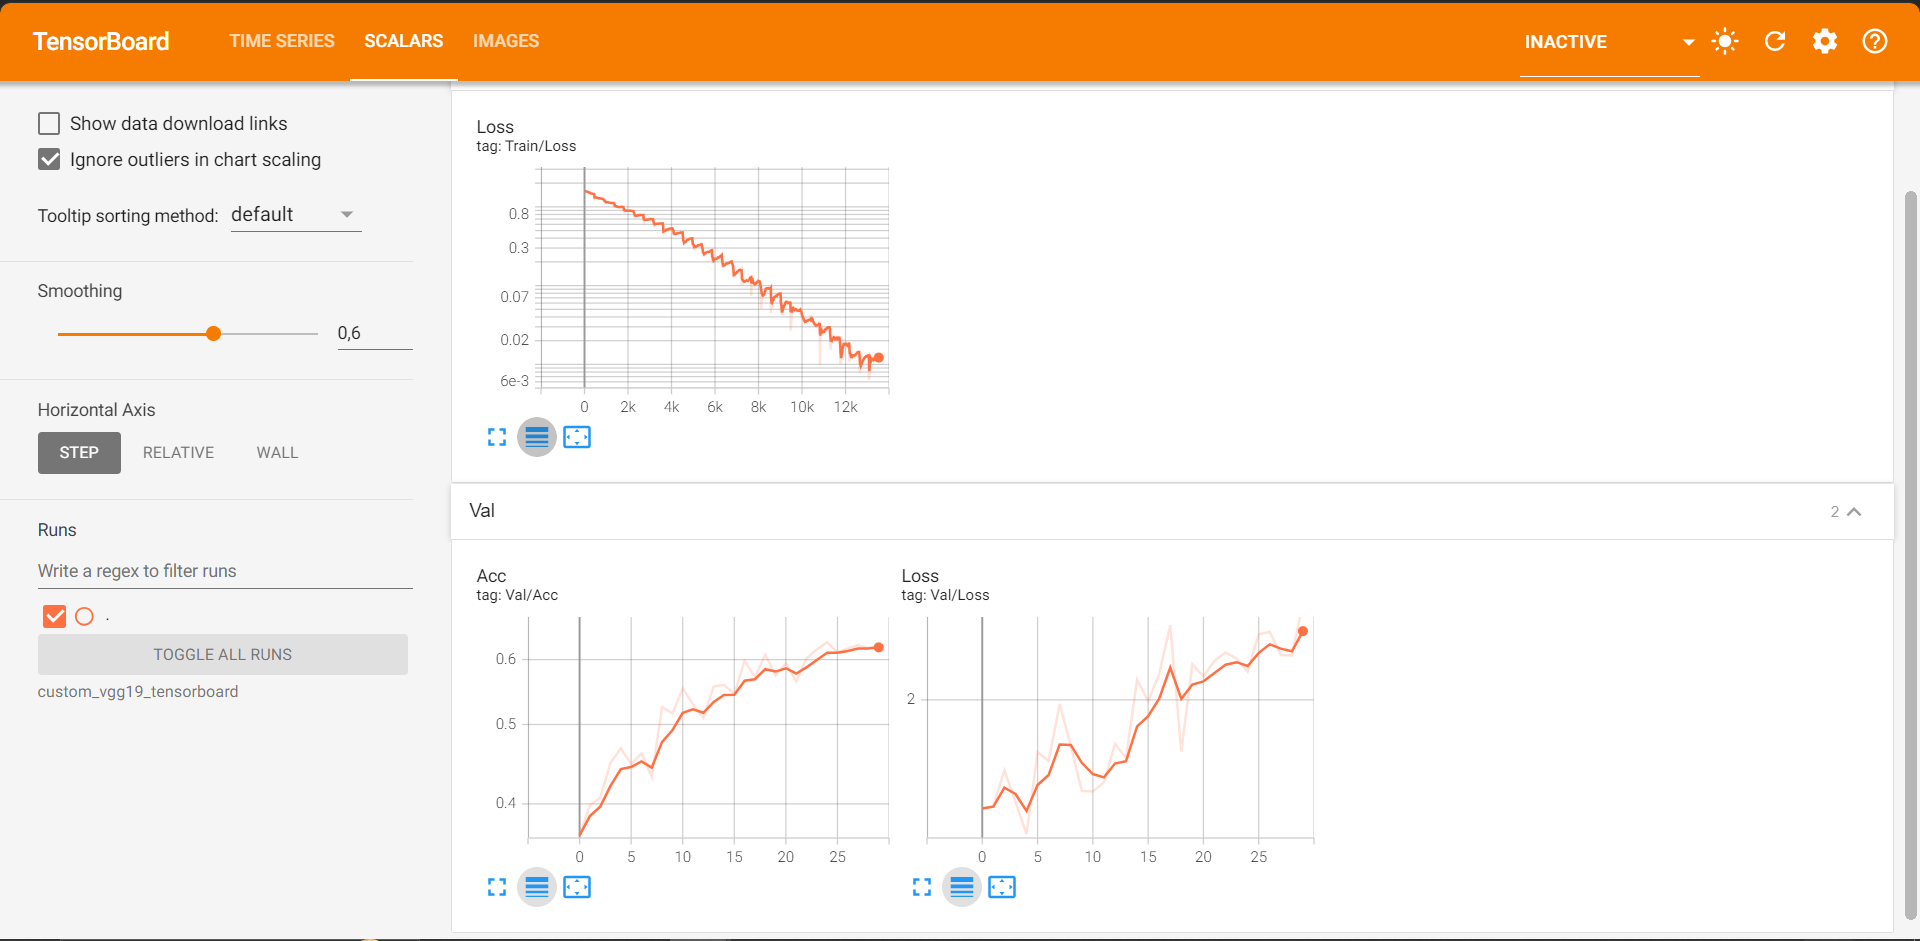 TensorBoard
TIME SERIES
SCALARS
IMAGES
INACTIVE
Show data download links
Ignore outliers in chart scaling
Tooltip sorting method: default
Smoothing
0,6
Horizontal Axis
STEP
RELATIVE
WALL
Runs
Write a regex to filter runs
.
TOGGLE ALL RUNS
custom_vgg19_tensorboard
Loss
tag: Train/Loss
0.8
0.3
0.07
0.02
6e-3
0 2k 4k 6k 8k 10k 12k
Val
2
Acc
tag: Val/Acc
0.6
0.5
0.4
0 5 10 15 20 25
Loss
tag: Val/Loss
2
0 5 10 15 20 25